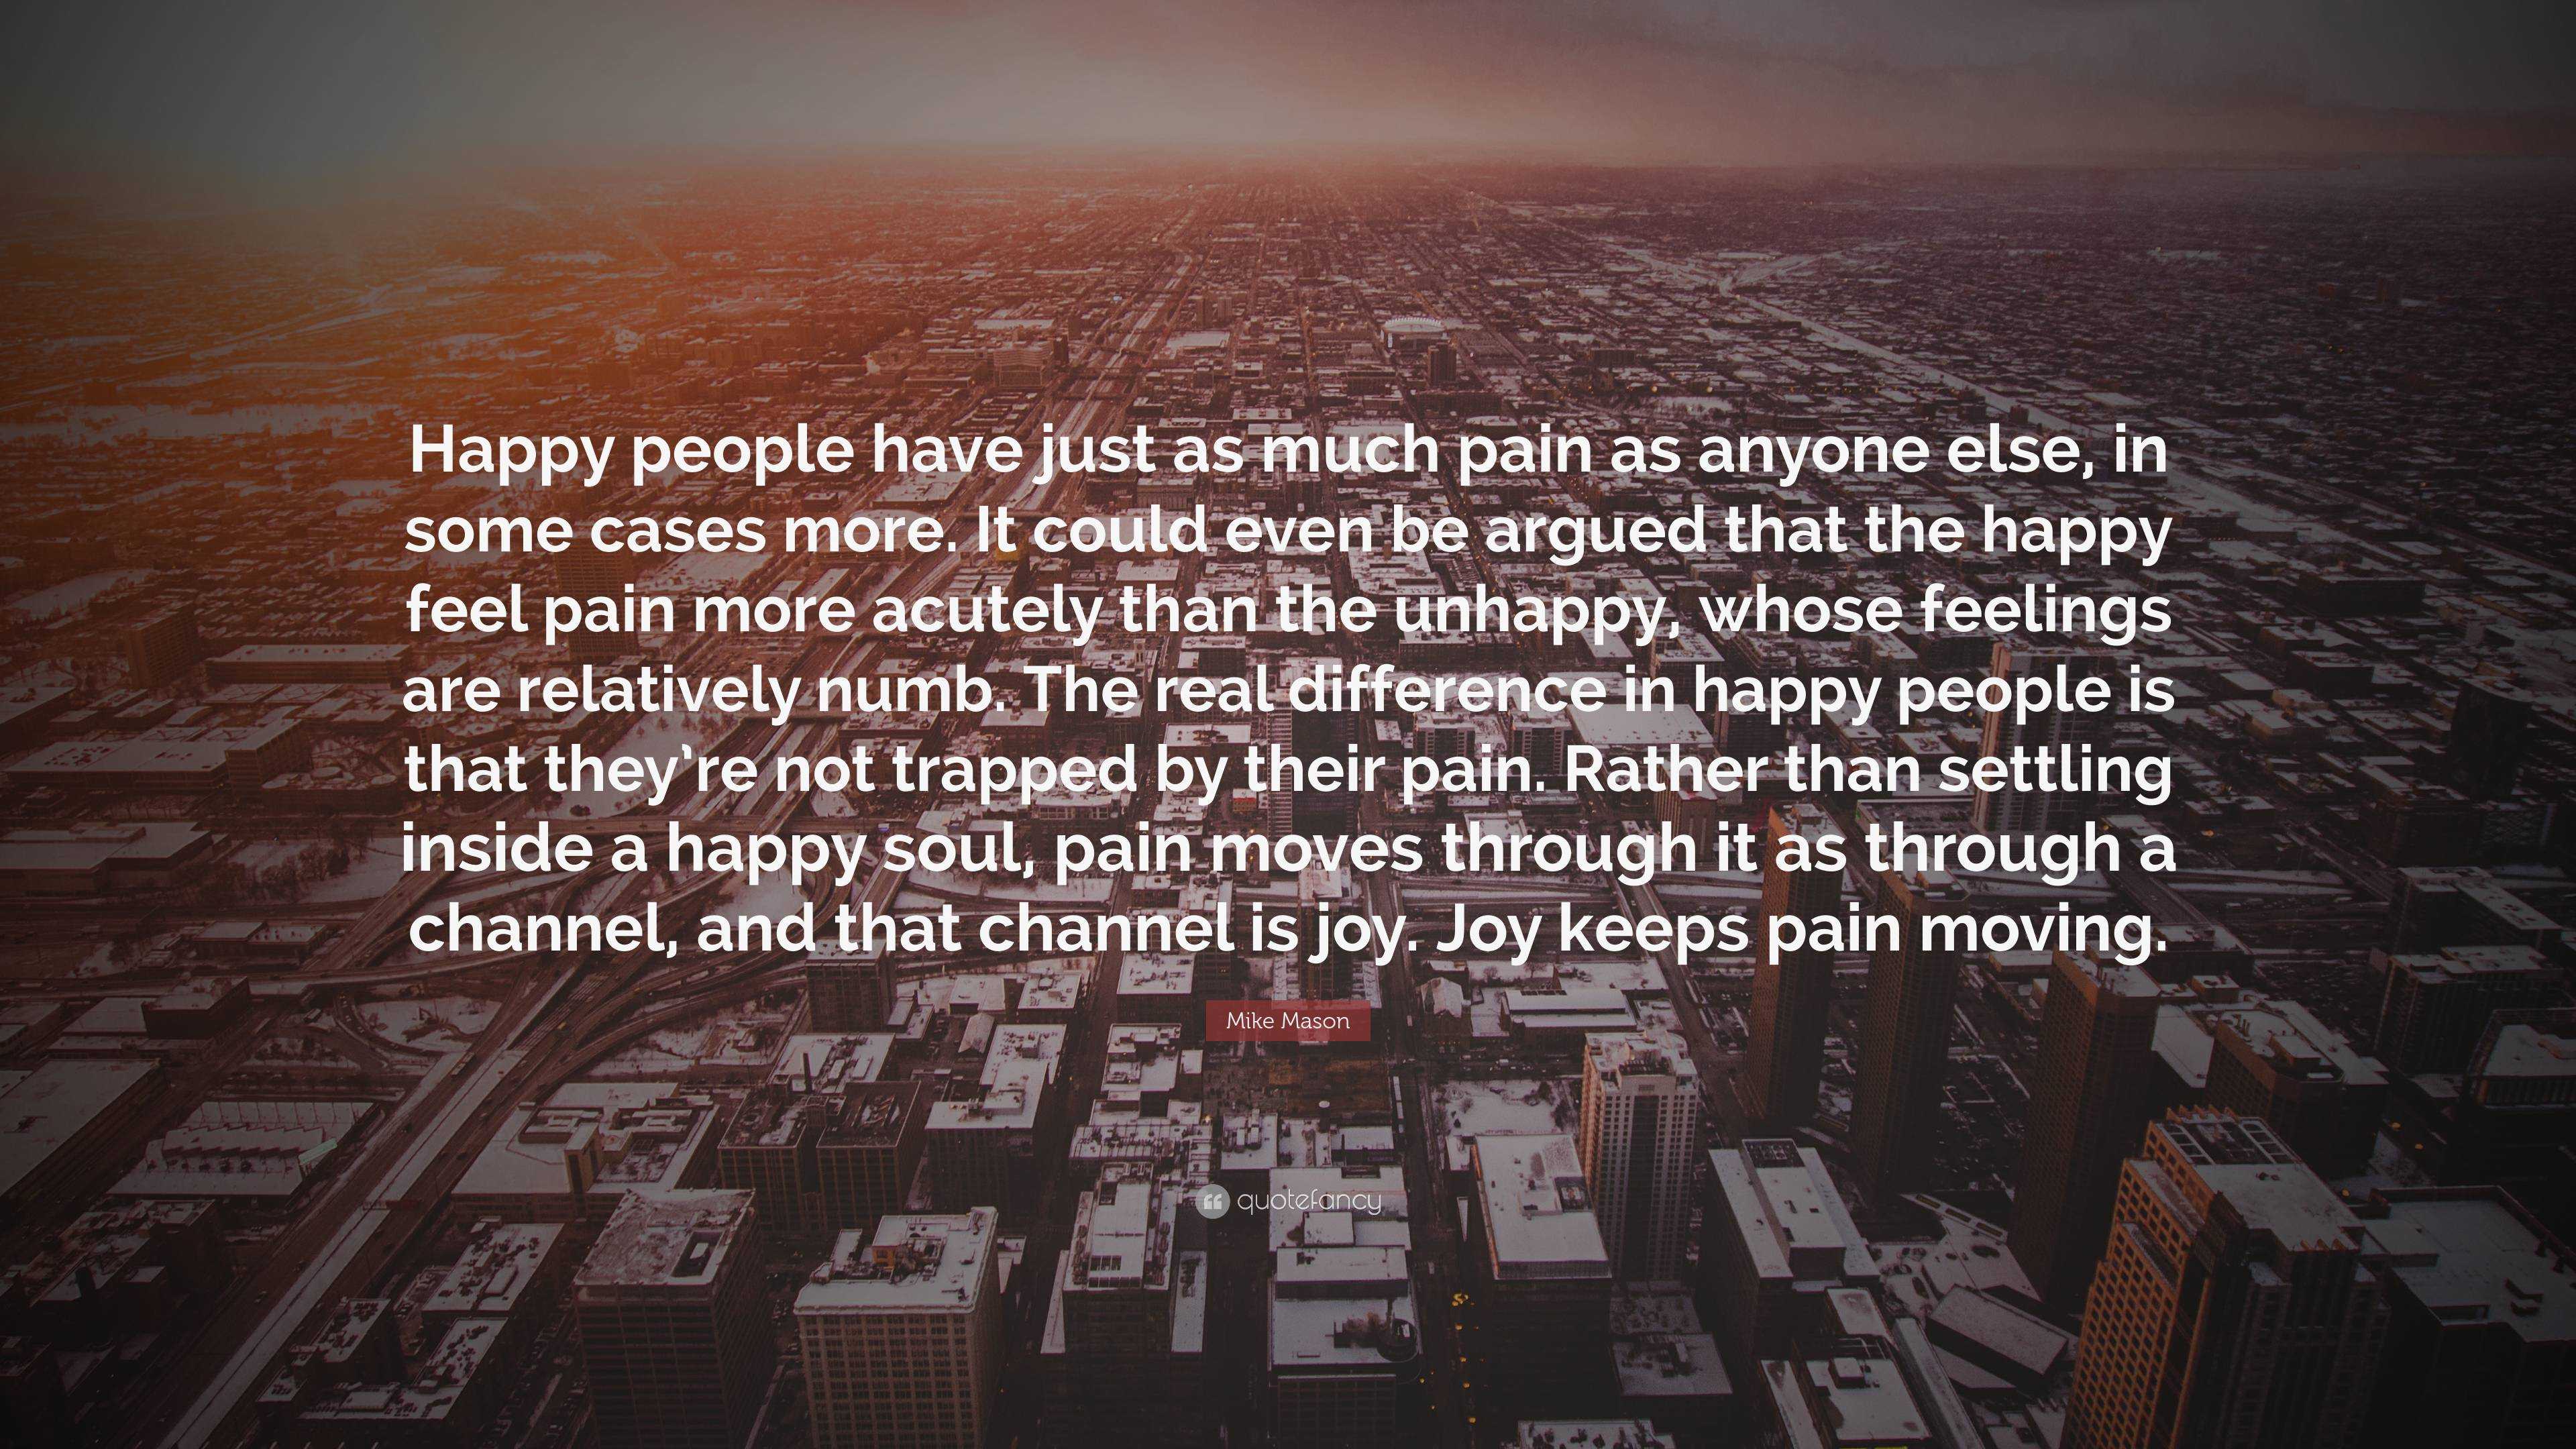 Happy people have just as much pain as anyone else, in
some cases more. It could even be argued that the happy
feel pain more acutely than the unhappy, whose feelings
are relatively numb. The real difference in happy people is
that they’re not trapped by their pain. Rather than settling
inside a happy soul, pain moves through it as through a
channel, and that channel is joy. Joy keeps pain moving.
Mike Mason
quotefancy